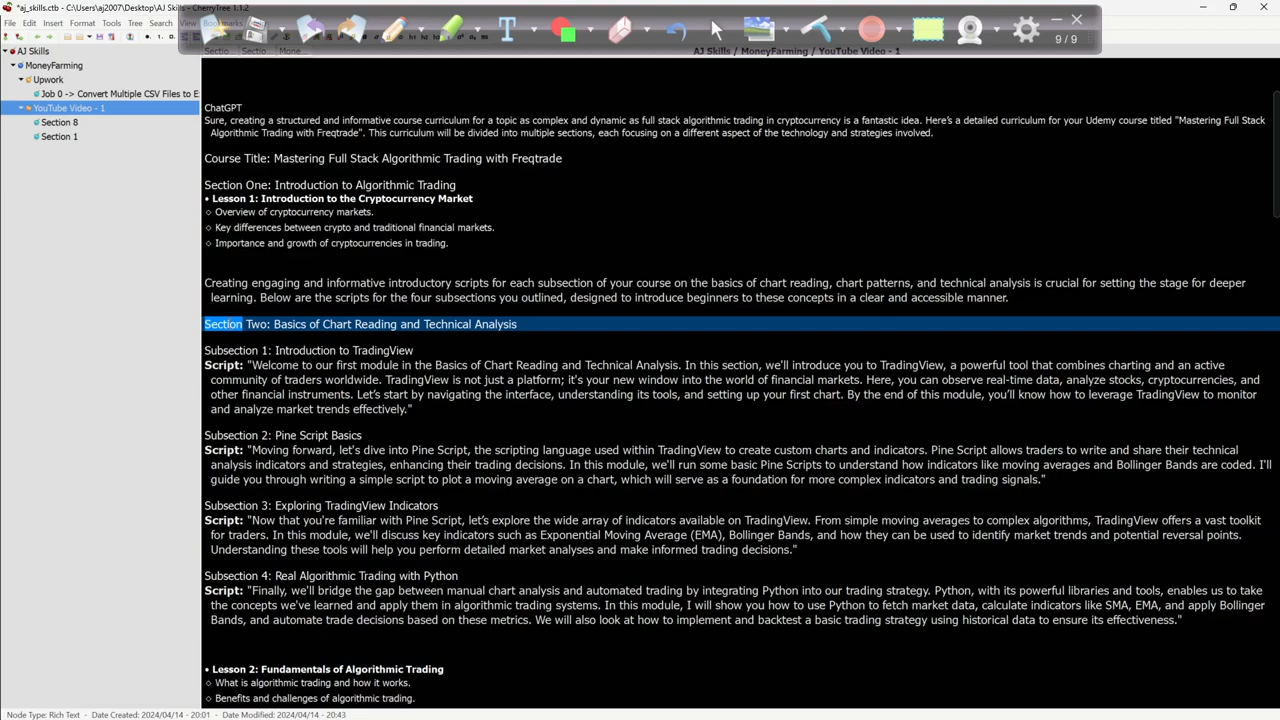 *aj_skills.ctb - C:\Users\aj2007\Desktop\AJ Skills - CherryTree 1.1
File Edit Insert Format Tools Tree Search View Bookmarks
9/9
Sectio... Sectio... Mone...
AJ Skills / MoneyFarming / YouTube Video - 1
AJ Skills
MoneyFarming
Upwork
Job 0 -> Convert Multiple CSV Files to E
YouTube Video - 1
Section 8
Section 1
ChatGPT
Sure, creating a structured and informative course curriculum for a topic as complex and dynamic as full stack algorithmic trading in cryptocurrency is a fantastic idea. Here's a detailed curriculum for your Udemy course titled "Mastering Full Stack
Algorithmic Trading with Freqtrade". This curriculum will be divided into multiple sections, each focusing on a different aspect of the technology and strategies involved.
Course Title: Mastering Full Stack Algorithmic Trading with Freqtrade
Section One: Introduction to Algorithmic Trading
• Lesson 1: Introduction to the Cryptocurrency Market
◇ Overview of cryptocurrency markets.
◇ Key differences between crypto and traditional financial markets.
◇ Importance and growth of cryptocurrencies in trading.
Creating engaging and informative introductory scripts for each subsection of your course on the basics of chart reading, chart patterns, and technical analysis is crucial for setting the stage for deeper
learning. Below are the scripts for the four subsections you outlined, designed to introduce beginners to these concepts in a clear and accessible manner.
Section Two: Basics of Chart Reading and Technical Analysis
Subsection 1: Introduction to TradingView
Script: "Welcome to our first module in the Basics of Chart Reading and Technical Analysis. In this section, we'll introduce you to TradingView, a powerful tool that combines charting and an active
community of traders worldwide. TradingView is not just a platform; it's your new window into the world of financial markets. Here, you can observe real-time data, analyze stocks, cryptocurrencies, and
other financial instruments. Let's start by navigating the interface, understanding its tools, and setting up your first chart. By the end of this module, you'll know how to leverage TradingView to monitor
and analyze market trends effectively."
Subsection 2: Pine Script Basics
Script: "Moving forward, let's dive into Pine Script, the scripting language used within TradingView to create custom charts and indicators. Pine Script allows traders to write and share their technical
analysis indicators and strategies, enhancing their trading decisions. In this module, we'll run some basic Pine Scripts to understand how indicators like moving averages and Bollinger Bands are coded. I'll
guide you through writing a simple script to plot a moving average on a chart, which will serve as a foundation for more complex indicators and trading signals."
Subsection 3: Exploring TradingView Indicators
Script: "Now that you're familiar with Pine Script, let's explore the wide array of indicators available on TradingView. From simple moving averages to complex algorithms, TradingView offers a vast toolkit
for traders. In this module, we'll discuss key indicators such as Exponential Moving Average (EMA), Bollinger Bands, and how they can be used to identify market trends and potential reversal points.
Understanding these tools will help you perform detailed market analyses and make informed trading decisions."
Subsection 4: Real Algorithmic Trading with Python
Script: "Finally, we'll bridge the gap between manual chart analysis and automated trading by integrating Python into our trading strategy. Python, with its powerful libraries and tools, enables us to take
the concepts we've learned and apply them in algorithmic trading systems. In this module, I will show you how to use Python to fetch market data, calculate indicators like SMA, EMA, and apply Bollinger
Bands, and automate trade decisions based on these metrics. We will also look at how to implement and backtest a basic trading strategy using historical data to ensure its effectiveness."
• Lesson 2: Fundamentals of Algorithmic Trading
◇ What is algorithmic trading and how it works.
◇ Benefits and challenges of algorithmic trading.
Node Type: Rich Text - Date Created: 2024/04/14 - 20:01 - Date Modified: 2024/04/14 - 20:43